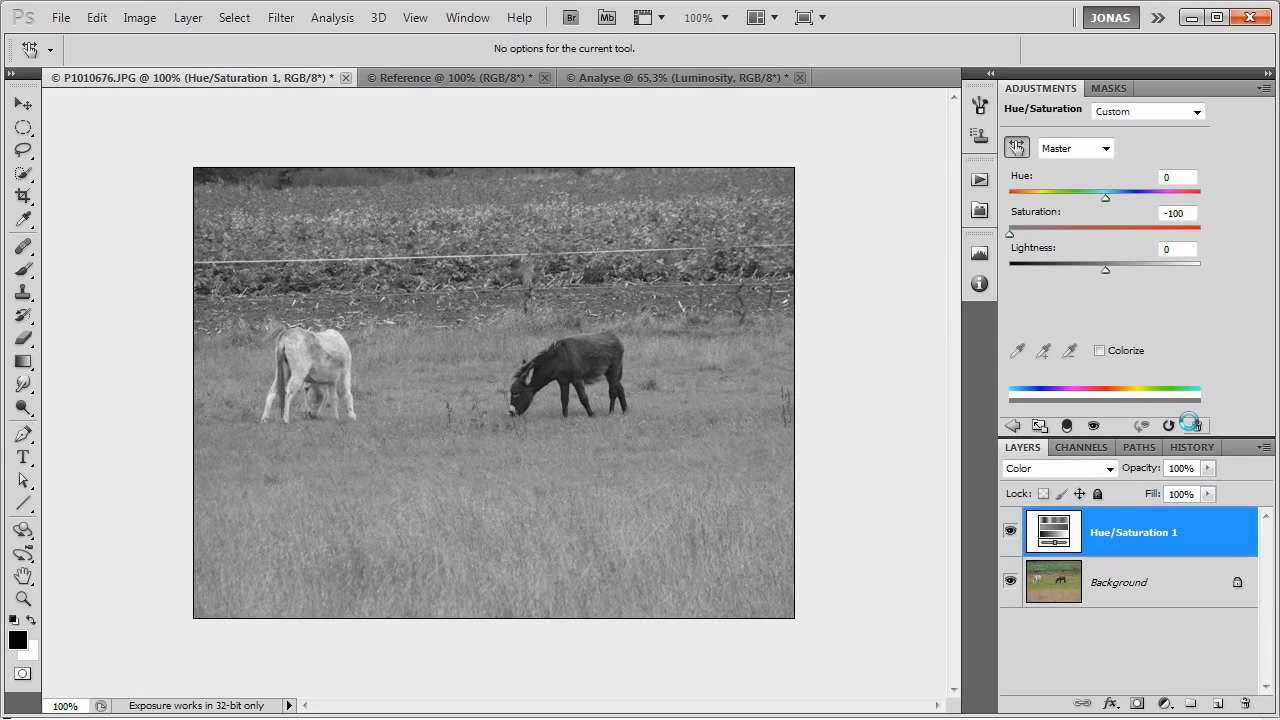 Ps File Edit Image Layer Select Filter Analysis 3D View Window Help Br Mb 100% JONAS
No options for the current tool.
© P1010676.JPG @ 100% (Hue/Saturation 1, RGB/8*) * © Reference @ 100% (RGB/8*) * © Analyse @ 65,3% (Luminosity, RGB/8*) *
ADJUSTMENTS MASKS
Hue/Saturation Custom
Master
Hue: 0
Saturation: -100
Lightness: 0
Colorize
LAYERS CHANNELS PATHS HISTORY
Color Opacity: 100%
Lock: Fill: 100%
Hue/Saturation 1
Background
T
fx
100% Exposure works in 32-bit only